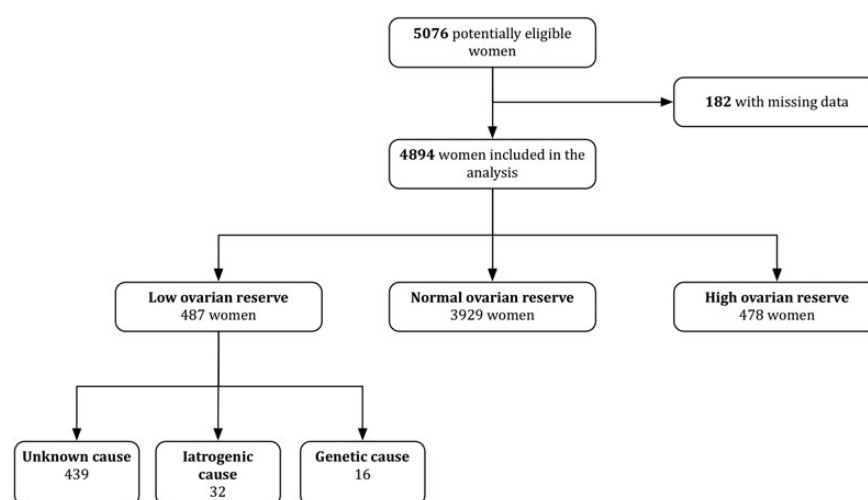 5076 potentially eligible
women
182 with missing data
4894 women included in the
analysis
Low ovarian reserve
487 women
Normal ovarian reserve
3929 women
High ovarian reserve
478 women
Unknown cause
439
Iatrogenic
cause
32
Genetic cause
16